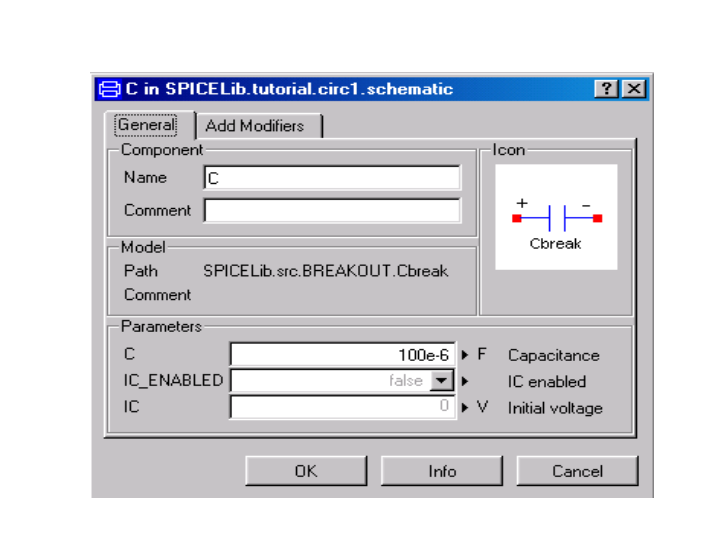 C in SPICELib.tutorial.circ1.schematic
General Add Modifiers
Component
Name C
Comment
Icon
+ −
Cbreak
Model
Path SPICELib.src.BREAKOUT.Cbreak
Comment
Parameters
C 100e-6 F Capacitance
IC_ENABLED false IC enabled
IC 0 V Initial voltage
OK Info Cancel